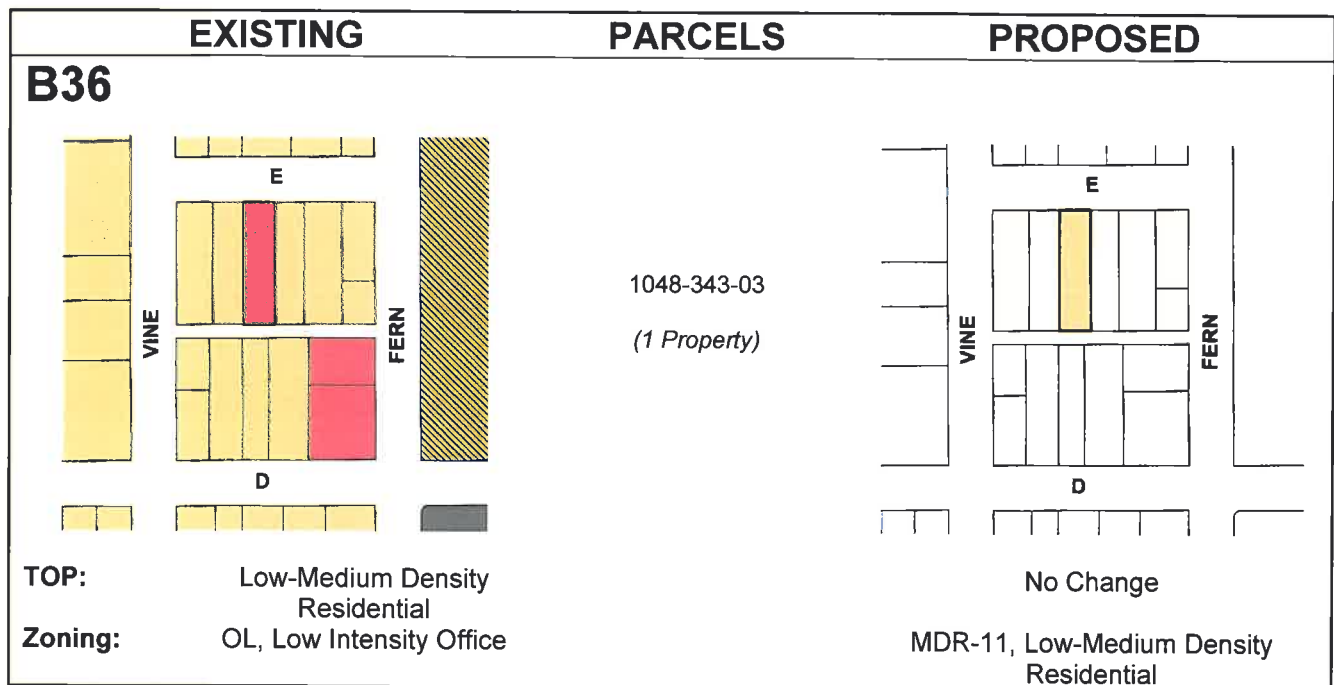 EXISTING PARCELS PROPOSED
B36
E
VINE
FERN
D
1048-343-03
(1 Property)
E
VINE
FERN
D
TOP: Low-Medium Density
Residential
No Change
Zoning: OL, Low Intensity Office
MDR-11, Low-Medium Density
Residential